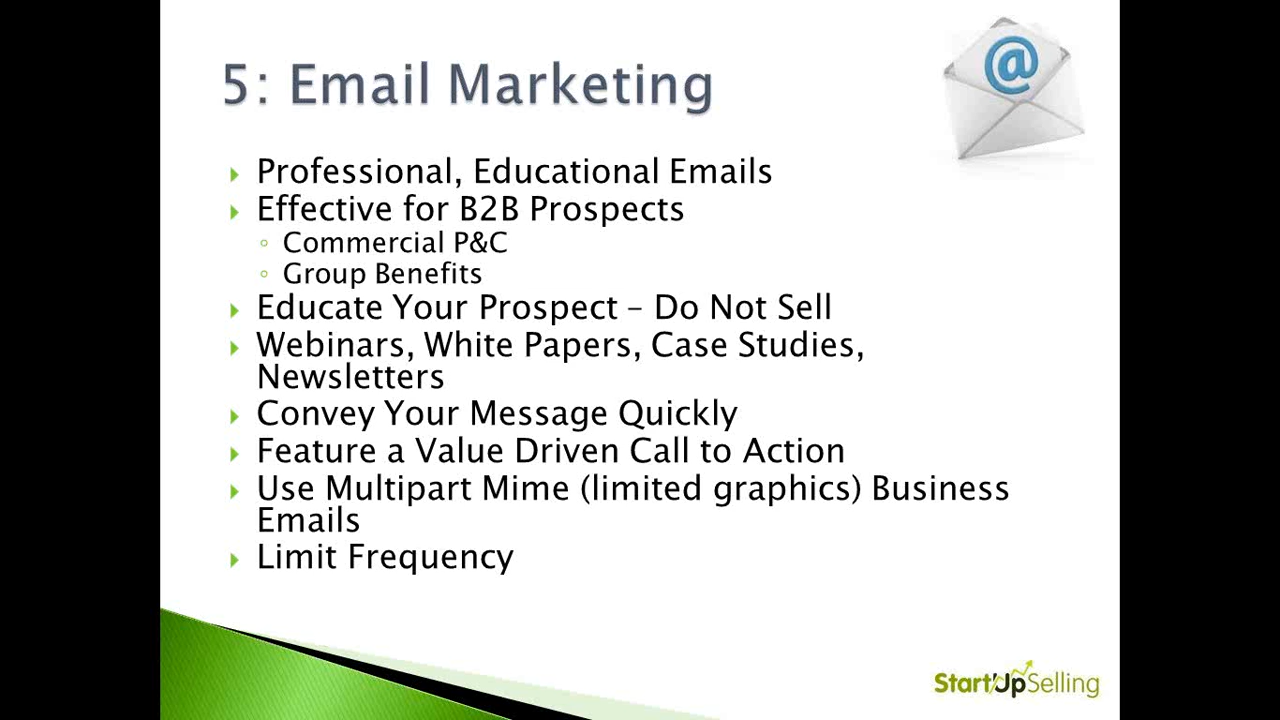 5: Email Marketing
@
Professional, Educational Emails
Effective for B2B Prospects
Commercial P&C
Group Benefits
Educate Your Prospect – Do Not Sell
Webinars, White Papers, Case Studies,
Newsletters
Convey Your Message Quickly
Feature a Value Driven Call to Action
Use Multipart Mime (limited graphics) Business
Emails
Limit Frequency
StartUpSelling